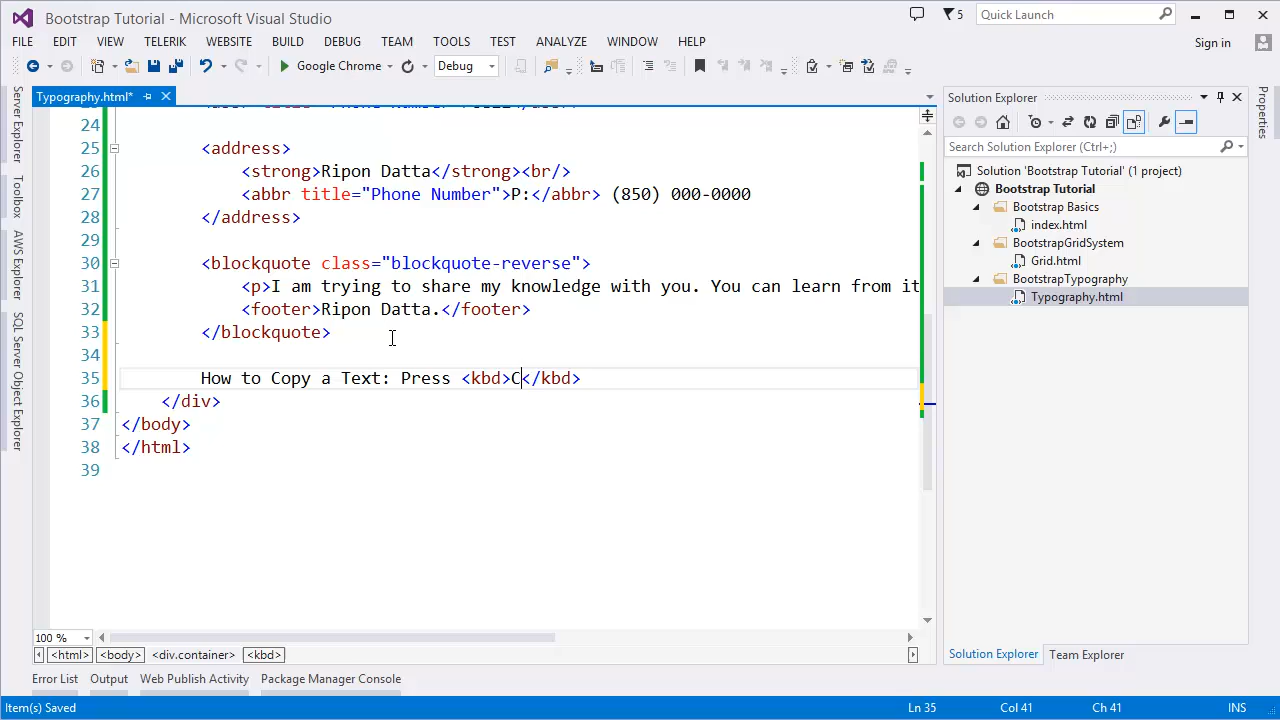 Bootstrap Tutorial - Microsoft Visual Studio
5
Quick Launch
FILE EDIT VIEW TELERIK WEBSITE BUILD DEBUG TEAM TOOLS TEST ANALYZE WINDOW HELP
Sign in
Google Chrome
Debug
Typography.html*
Server Explorer
Toolbox
AWS Explorer
SQL Server Object Explorer
24
25 <address>
26 <strong>Ripon Datta</strong><br/>
27 <abbr title="Phone Number">P:</abbr> (850) 000-0000
28 </address>
29
30 <blockquote class="blockquote-reverse">
31 <p>I am trying to share my knowledge with you. You can learn from it
32 <footer>Ripon Datta.</footer>
33 </blockquote>
34
35 How to Copy a Text: Press <kbd>C</kbd>
36 </div>
37 </body>
38 </html>
39
100 %
<html> <body> <div.container> <kbd>
Error List Output Web Publish Activity Package Manager Console
Item(s) Saved
Ln 35 Col 41 Ch 41 INS
Solution Explorer
Search Solution Explorer (Ctrl+;)
Solution 'Bootstrap Tutorial' (1 project)
Bootstrap Tutorial
Bootstrap Basics
index.html
BootstrapGridSystem
Grid.html
BootstrapTypography
Typography.html
Solution Explorer Team Explorer
Properties